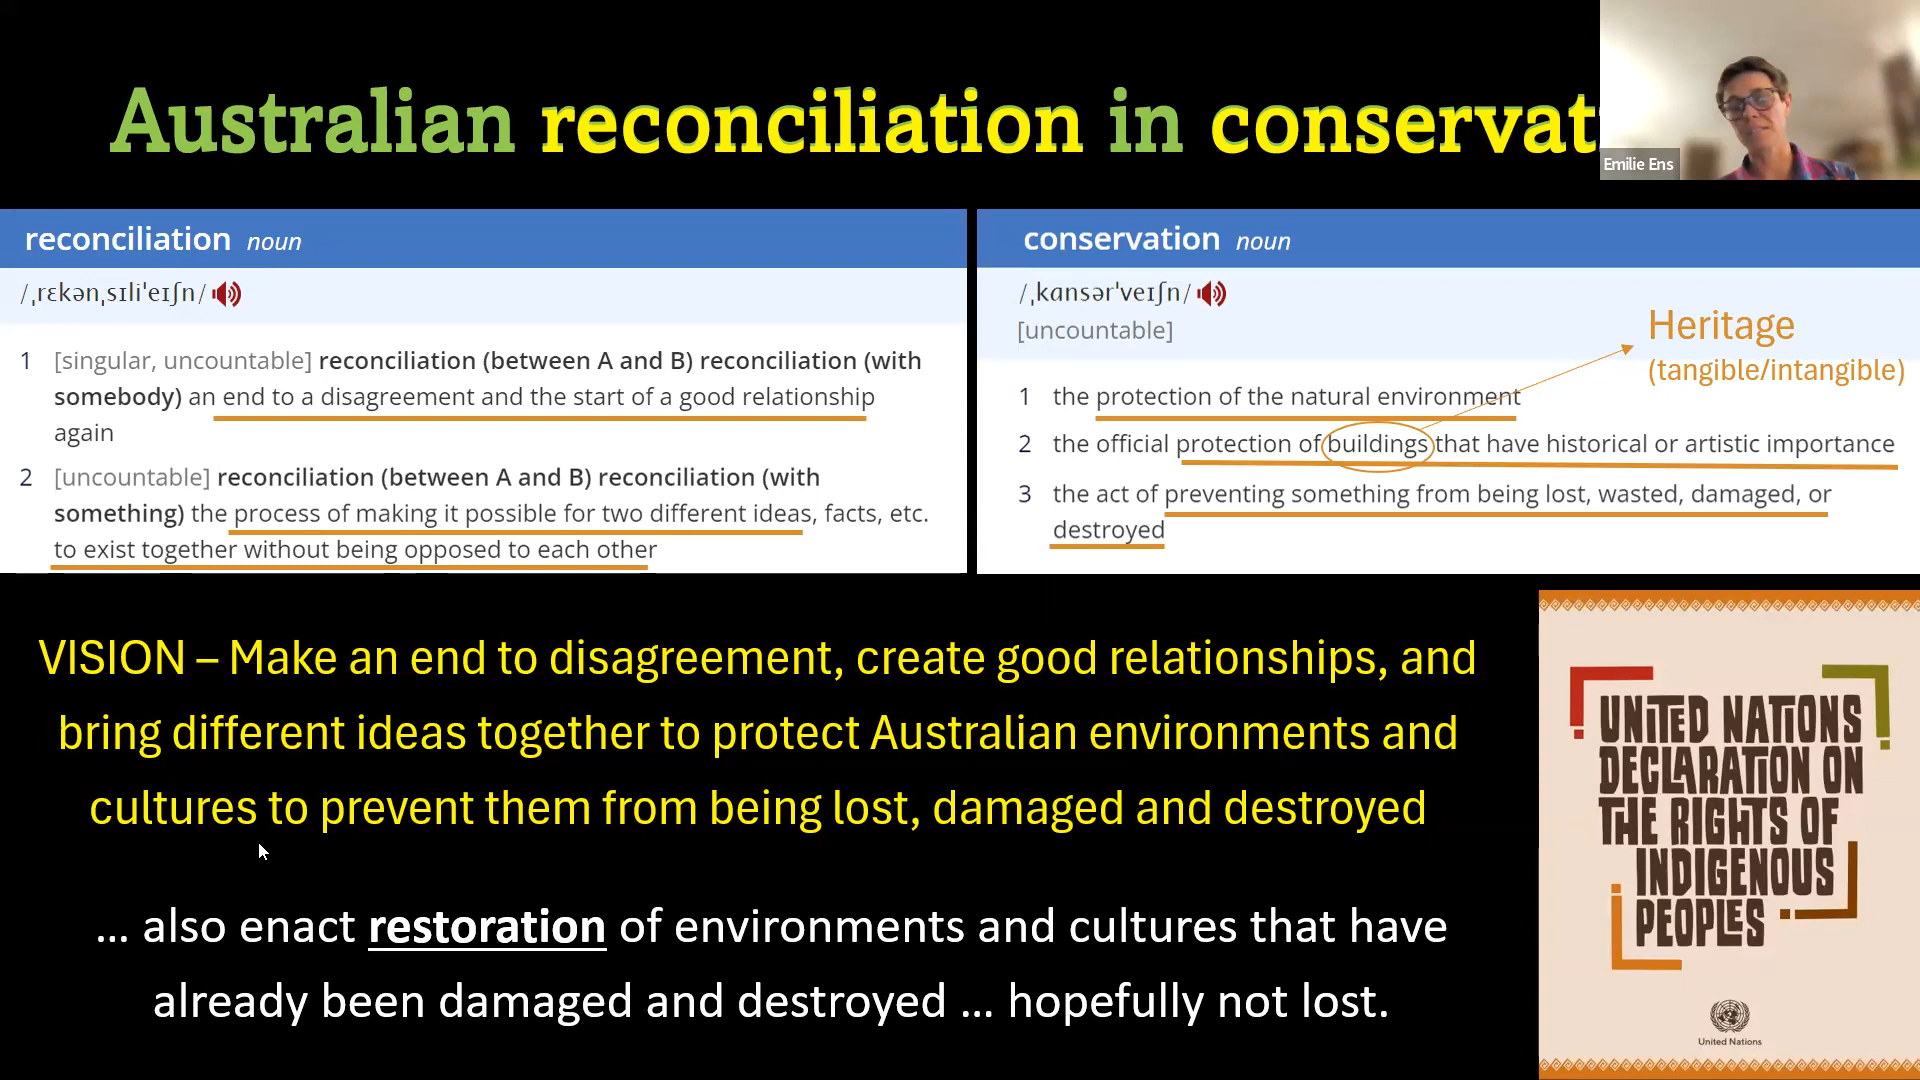 Australian reconciliation in conservat
Emilie Ens
reconciliation noun
/ˌrɛkənˌsɪliˈeɪʃn/
1 [singular, uncountable] reconciliation (between A and B) reconciliation (with
somebody) an end to a disagreement and the start of a good relationship
again
2 [uncountable] reconciliation (between A and B) reconciliation (with
something) the process of making it possible for two different ideas, facts, etc.
to exist together without being opposed to each other
conservation noun
/ˌkɑnsərˈveɪʃn/
[uncountable]
Heritage
(tangible/intangible)
1 the protection of the natural environment
2 the official protection of buildings that have historical or artistic importance
3 the act of preventing something from being lost, wasted, damaged, or
destroyed
VISION – Make an end to disagreement, create good relationships, and
bring different ideas together to protect Australian environments and
cultures to prevent them from being lost, damaged and destroyed
... also enact restoration of environments and cultures that have
already been damaged and destroyed ... hopefully not lost.
UNITED NATIONS
DECLARATION ON
THE RIGHTS OF
INDIGENOUS
PEOPLES
United Nations